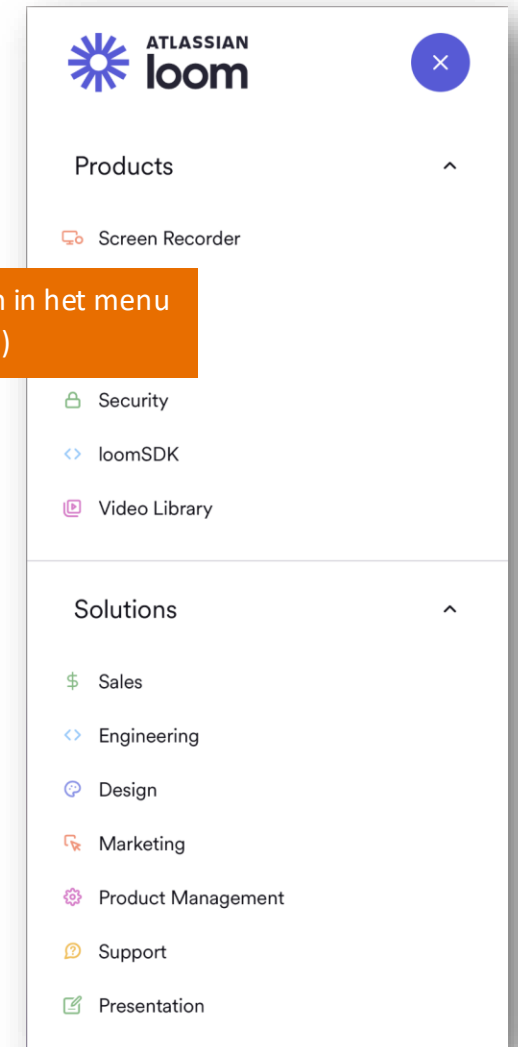 ATLASSIAN
loom
Products
Screen Recorder
in het menu
)
Security
loomSDK
Video Library
Solutions
Sales
Engineering
Design
Marketing
Product Management
Support
Presentation